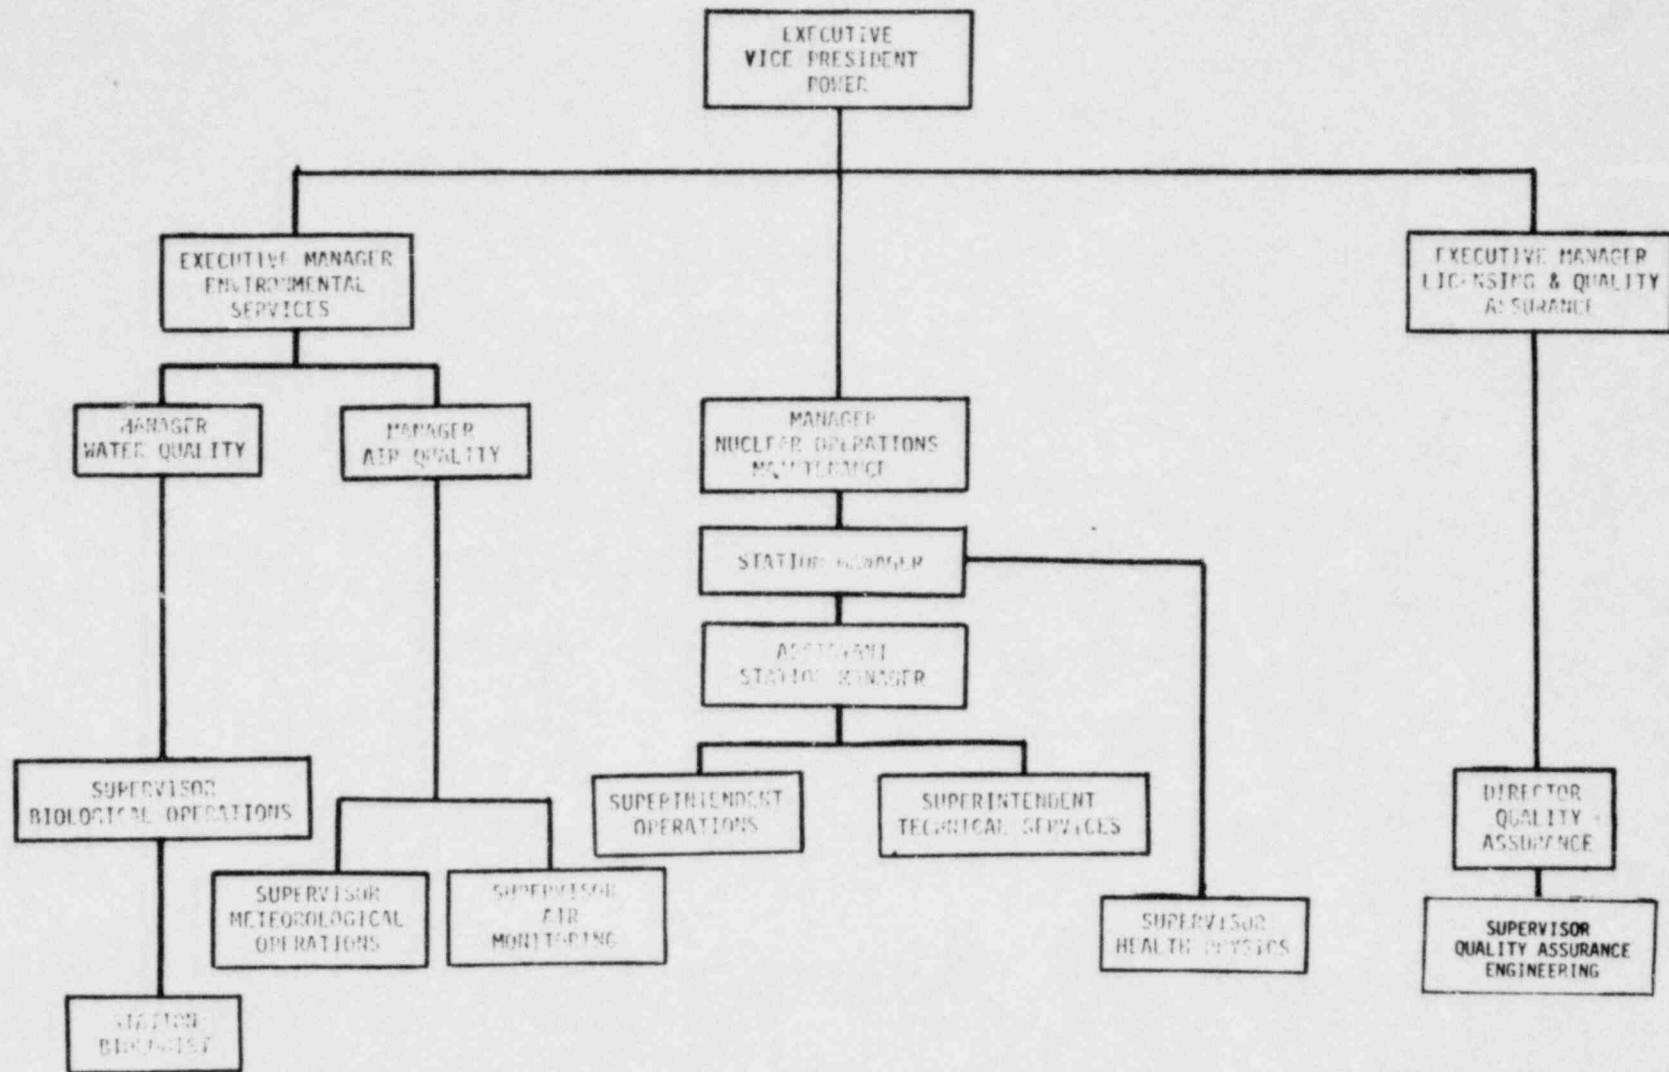 EXECUTIVE
VICE PRESIDENT
POWER
EXECUTIVE MANAGER
ENVIRONMENTAL
SERVICES
EXECUTIVE MANAGER
LICENSING & QUALITY
ASSURANCE
MANAGER
WATER QUALITY
MANAGER
AIR QUALITY
MANAGER
NUCLEAR OPERATIONS
MAINTENANCE
STATION MANAGER
ASSISTANT
STATION MANAGER
SUPERVISOR
BIOLOGICAL OPERATIONS
SUPERINTENDENT
OPERATIONS
SUPERINTENDENT
TECHNICAL SERVICES
DIRECTOR
QUALITY
ASSURANCE
SUPERVISOR
METEOROLOGICAL
OPERATIONS
SUPERVISOR
AIR
MONITORING
SUPERVISOR
HEALTH PHYSICS
SUPERVISOR
QUALITY ASSURANCE
ENGINEERING
STATION
BIOLOGIST